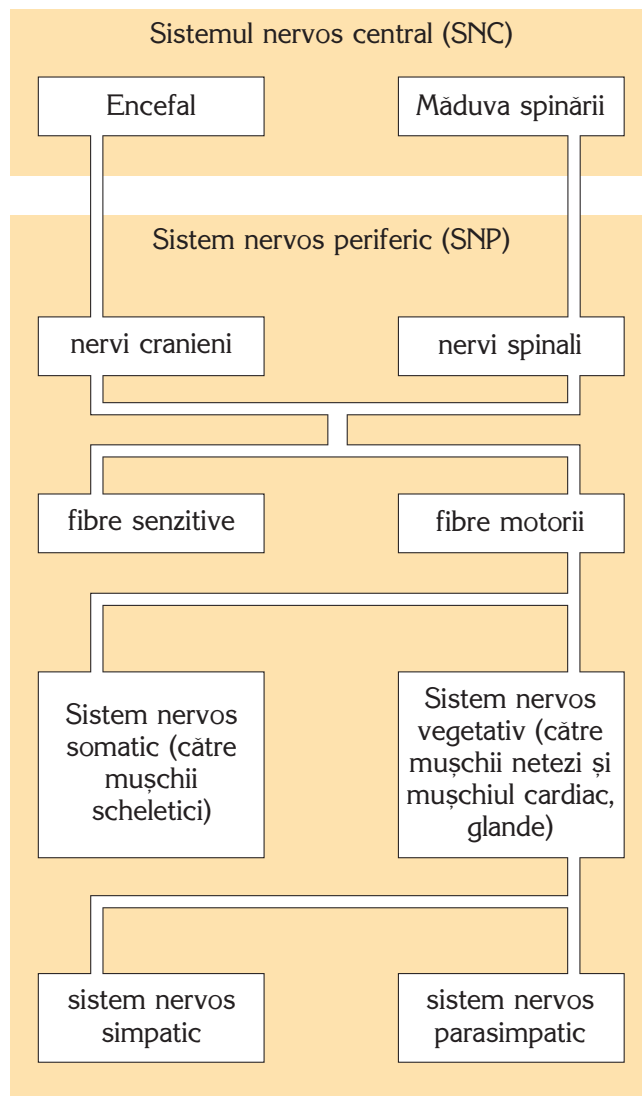 Sistemul nervos central (SNC)
Encefal
Măduva spinării
Sistem nervos periferic (SNP)
nervi cranieni
nervi spinali
fibre senzitive
fibre motorii
Sistem nervos
somatic (către
mușchii
scheletici)
Sistem nervos
vegetativ (către
mușchii netezi și
mușchiul cardiac,
glande)
sistem nervos
simpatic
sistem nervos
parasimpatic